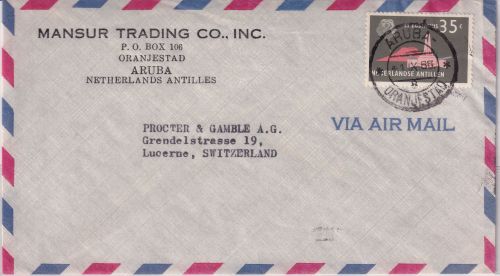 MANSUR TRADING CO., INC.
P. O. BOX 106
ORANJESTAD
ARUBA
NETHERLANDS ANTILLES
35c
NEDERLANDSE ANTILLEN
ARUBA
ORANJESTAD
VIA AIR MAIL
PROCTER & GAMBLE A.G.
Grendelstrasse 19,
Lucerne, SWITZERLAND